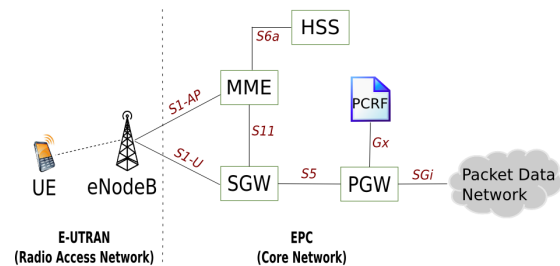 HSS
S6a
MME
S1-AP
PCRF
S11
Gx
S1-U
UE
eNodeB
SGW
S5
PGW
SGi
Packet Data
Network
E-UTRAN
(Radio Access Network)
EPC
(Core Network)